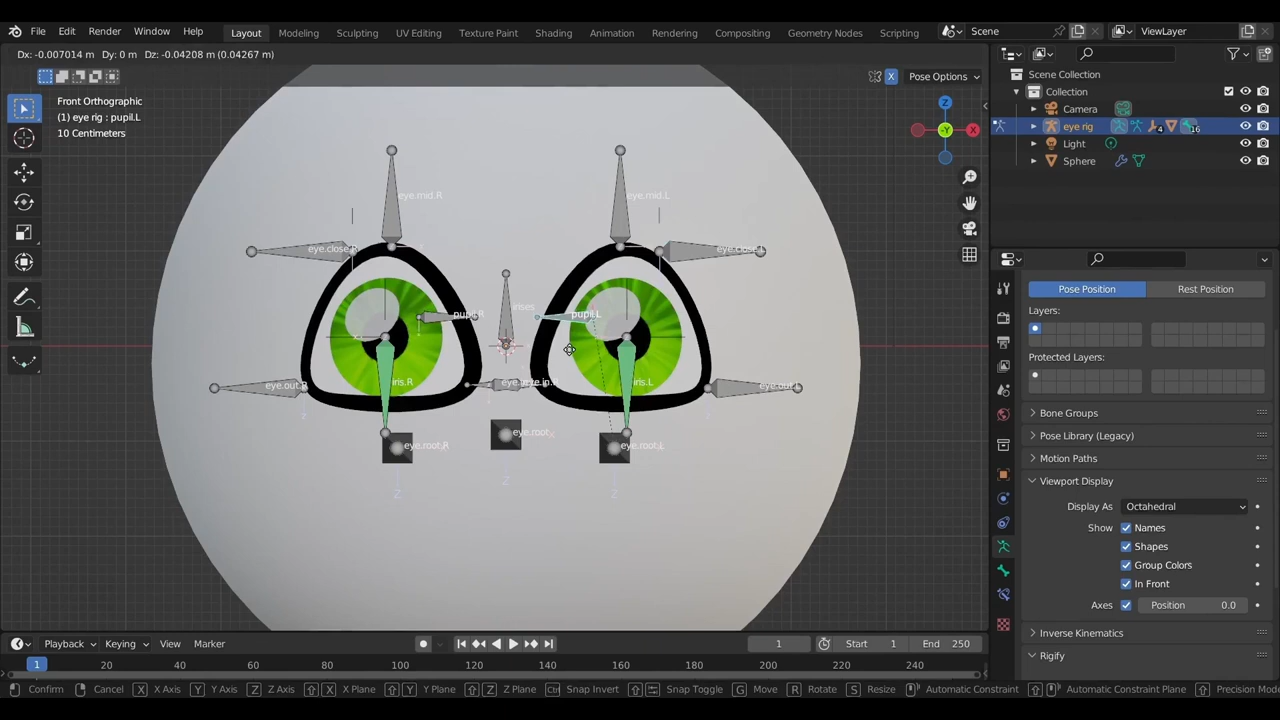 File Edit Render Window Help Layout Modeling Sculpting UV Editing Texture Paint Shading Animation Rendering Compositing Geometry Nodes Scripting Scene ViewLayer
Dx: -0.007014 m Dy: 0 m Dz: -0.04208 m (0.04267 m)
X Pose Options
Front Orthographic
(1) eye rig : pupil.L
10 Centimeters
Z
X
-Y
eye.mid.R
eye.mid.L
eye.close.R
eye.close.L
irises
pupil.R
pupil.L
eye.out.R
iris.R
iris.L
eye.out.L
eye.root.R
eye.root
eye.root.L
Z
Z
Z
Scene Collection
Collection
Camera
eye rig
4
16
Light
Sphere
Pose Position Rest Position
Layers:
Protected Layers:
Bone Groups
Pose Library (Legacy)
Motion Paths
Viewport Display
Display As Octahedral
Show Names
Shapes
Group Colors
In Front
Axes Position 0.0
Inverse Kinematics
Rigify
Playback Keying View Marker 1 Start 1 End 250
1 20 40 60 80 100 120 140 160 180 200 220 240
Confirm Cancel X X Axis Y Y Axis Z Z Axis X X Plane Y Y Plane Z Z Plane Ctrl Snap Invert Snap Toggle G Move R Rotate S Resize Automatic Constraint Automatic Constraint Plane Precision Mode